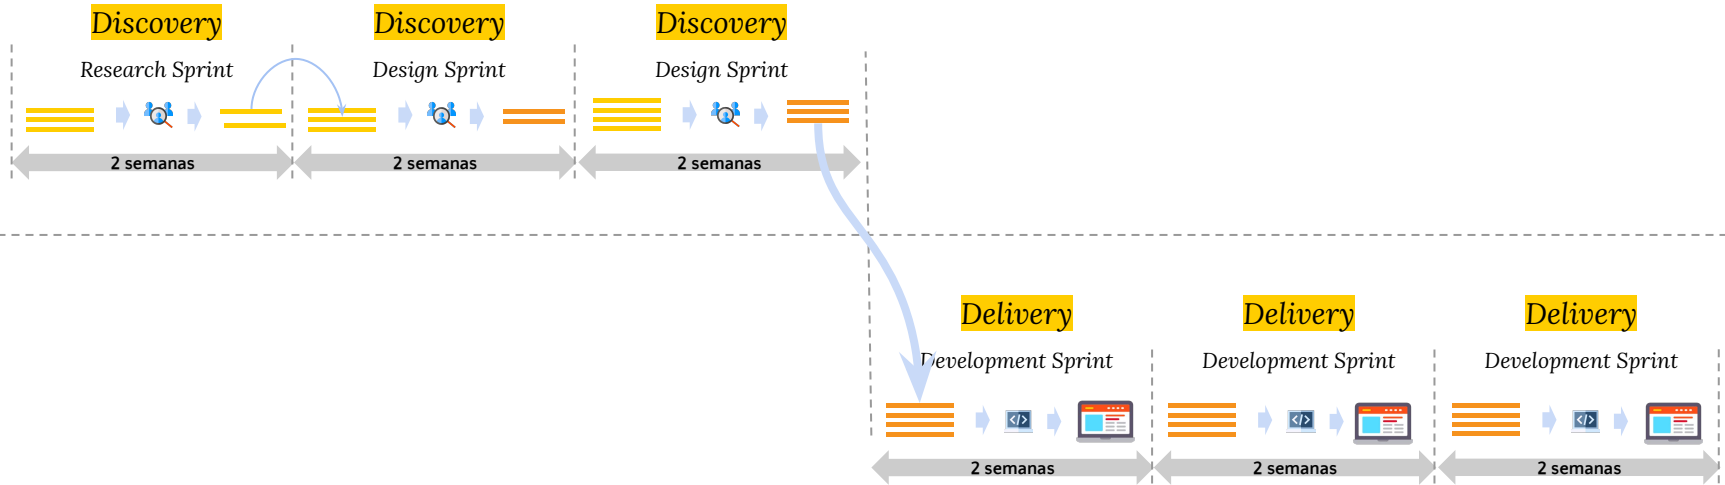 Discovery
Discovery
Discovery
Research Sprint
Design Sprint
Design Sprint
2 semanas
2 semanas
2 semanas
Delivery
Delivery
Delivery
Development Sprint
Development Sprint
Development Sprint
</>
</>
</>
2 semanas
2 semanas
2 semanas